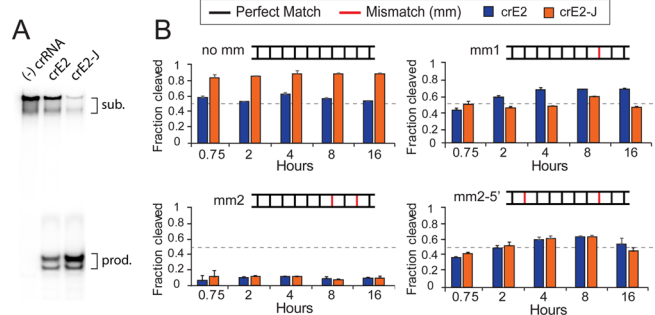 Perfect Match Mismatch (mm) crE2 crE2-J
A
(-) crRNA
crE2
crE2-J
sub.
prod.
B
no mm
Fraction cleaved
1
0.8
0.6
0.4
0.2
0
0.75 2 4 8 16
Hours
mm1
Fraction cleaved
1
0.8
0.6
0.4
0.2
0
0.75 2 4 8 16
Hours
mm2
Fraction cleaved
1
0.8
0.6
0.4
0.2
0
0.75 2 4 8 16
Hours
mm2-5’
Fraction cleaved
1
0.8
0.6
0.4
0.2
0
0.75 2 4 8 16
Hours